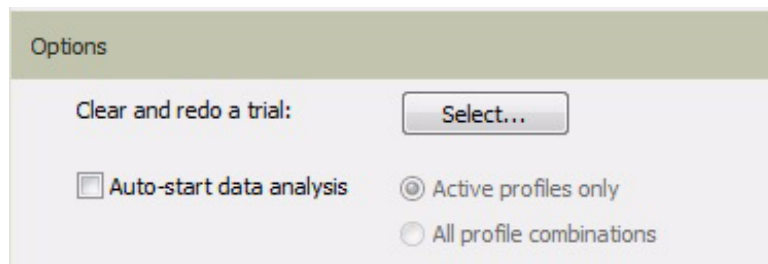 Options
Clear and redo a trial: Select...
Auto-start data analysis Active profiles only
All profile combinations